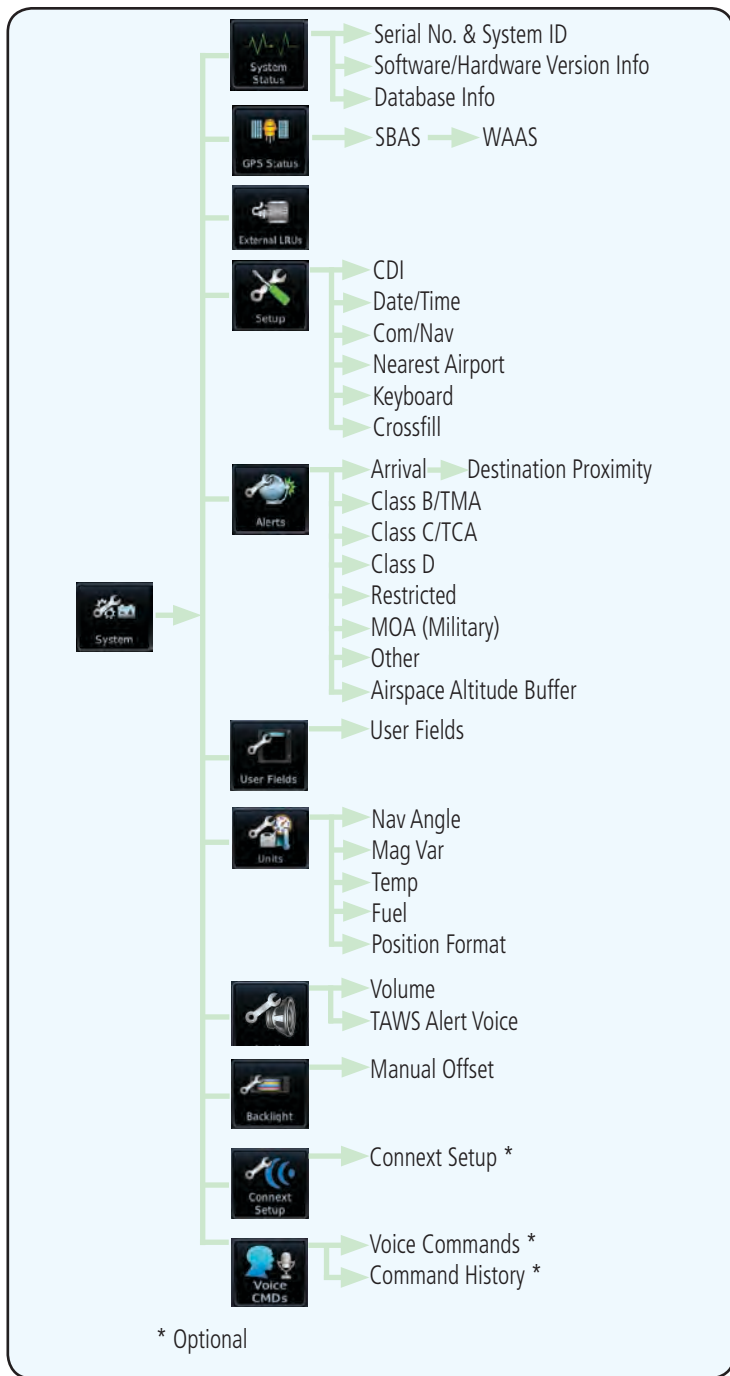 System
Status
Serial No. & System ID
Software/Hardware Version Info
Database Info
GPS Status
SBAS
WAAS
External LRUs
Setup
CDI
Date/Time
Com/Nav
Nearest Airport
Keyboard
Crossfill
Alerts
Arrival
Destination Proximity
Class B/TMA
Class C/TCA
Class D
Restricted
MOA (Military)
Other
Airspace Altitude Buffer
System
User Fields
User Fields
Units
Nav Angle
Mag Var
Temp
Fuel
Position Format
Volume
TAWS Alert Voice
Backlight
Manual Offset
Connext
Setup
Connext Setup *
Voice
CMDs
Voice Commands *
Command History *
* Optional